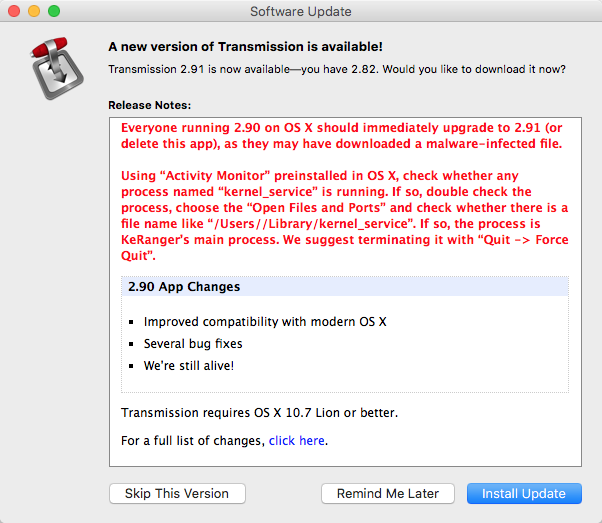 Software Update
A new version of Transmission is available!
Transmission 2.91 is now available—you have 2.82. Would you like to download it now?
Release Notes:
Everyone running 2.90 on OS X should immediately upgrade to 2.91 (or
delete this app), as they may have downloaded a malware-infected file.
Using “Activity Monitor” preinstalled in OS X, check whether any
process named “kernel_service” is running. If so, double check the
process, choose the “Open Files and Ports” and check whether there is a
file name like “/Users//Library/kernel_service”. If so, the process is
KeRanger's main process. We suggest terminating it with “Quit -> Force
Quit”.
2.90 App Changes
▪ Improved compatibility with modern OS X
▪ Several bug fixes
▪ We're still alive!
Transmission requires OS X 10.7 Lion or better.
For a full list of changes, click here.
Skip This Version
Remind Me Later
Install Update